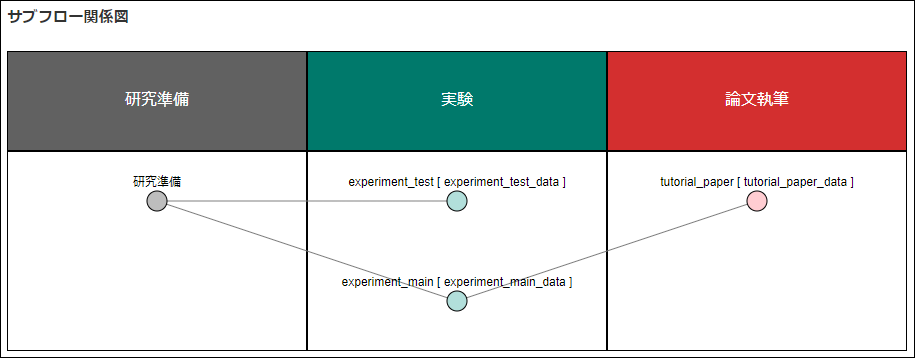 サブフロー関係図
研究準備
実験
論文執筆
研究準備
experiment_test [ experiment_test_data ]
tutorial_paper [ tutorial_paper_data ]
experiment_main [ experiment_main_data ]